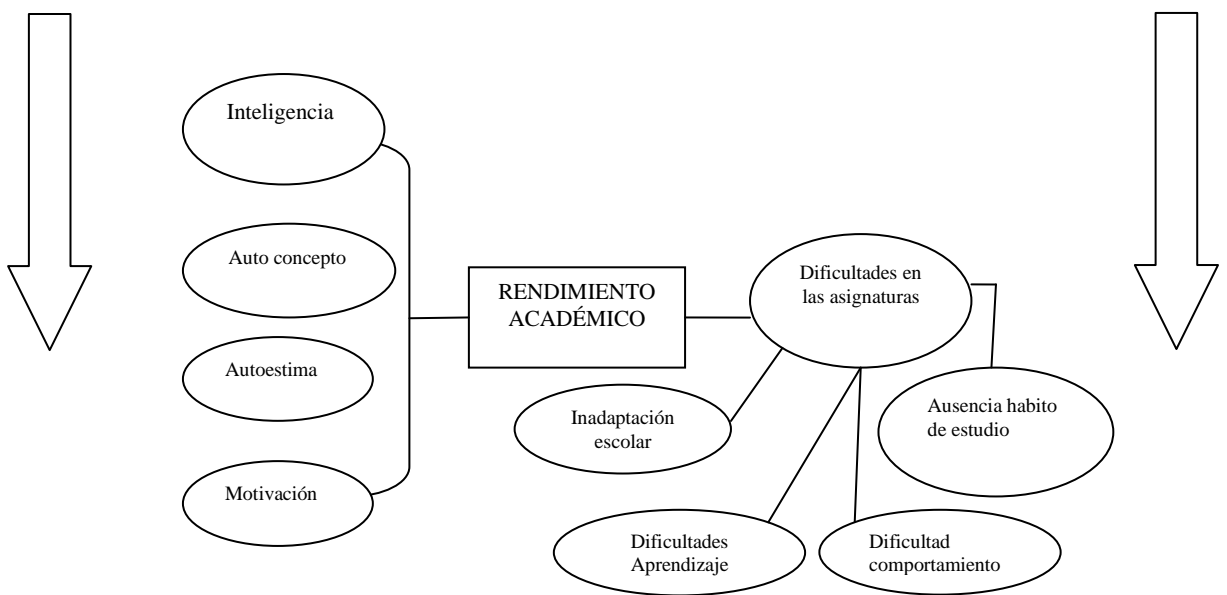 Inteligencia
Auto concepto
Autoestima
Motivación
RENDIMIENTO
ACADÉMICO
Dificultades en
las asignaturas
Inadaptación
escolar
Ausencia habito
de estudio
Dificultades
Aprendizaje
Dificultad
comportamiento